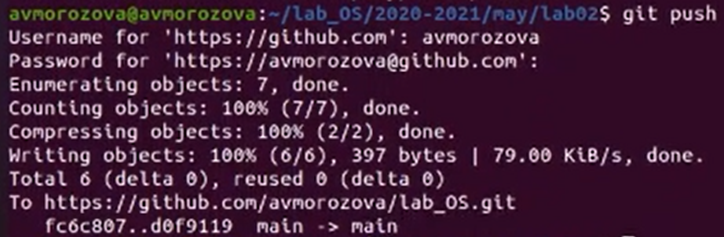 avmorozova@avmorozova:~/lab_OS/2020-2021/may/lab02$ git push
Username for 'https://github.com': avmorozova
Password for 'https://avmorozova@github.com':
Enumerating objects: 7, done.
Counting objects: 100% (7/7), done.
Compressing objects: 100% (2/2), done.
Writing objects: 100% (6/6), 397 bytes | 79.00 KiB/s, done.
Total 6 (delta 0), reused 0 (delta 0)
To https://github.com/avmorozova/lab_OS.git
fc6c807..d0f9119 main -> main